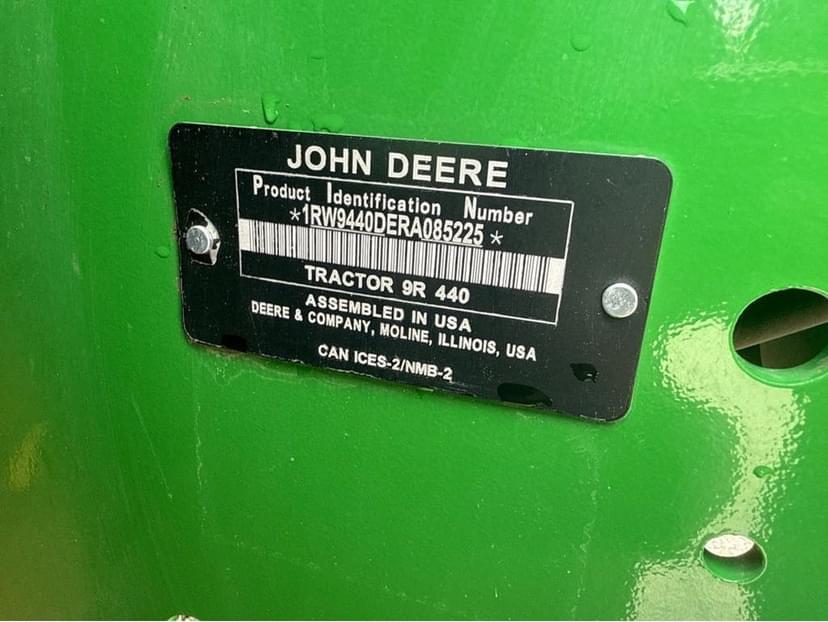 JOHN DEERE
Product Identification Number
*1RW9440DERA085225*
TRACTOR 9R 440
ASSEMBLED IN USA
DEERE & COMPANY, MOLINE, ILLINOIS, USA
CAN ICES-2/NMB-2